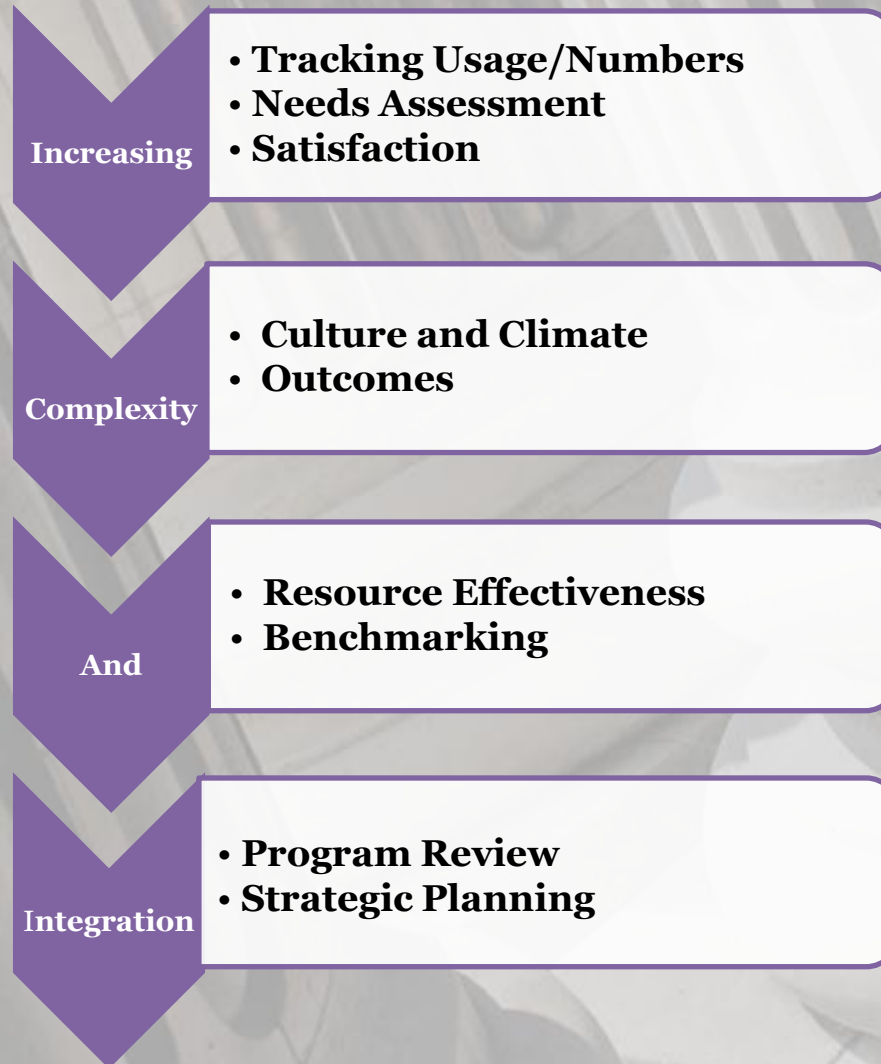 Increasing
• Tracking Usage/Numbers
• Needs Assessment
• Satisfaction
Complexity
• Culture and Climate
• Outcomes
And
• Resource Effectiveness
• Benchmarking
Integration
• Program Review
• Strategic Planning